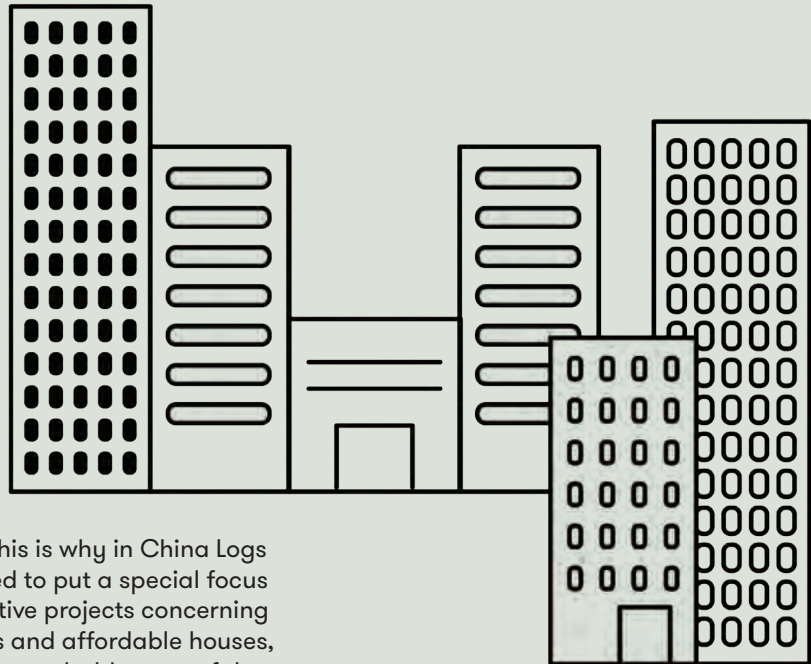 his is why in China Logs
ed to put a special focus
tive projects concerning
s and affordable houses,